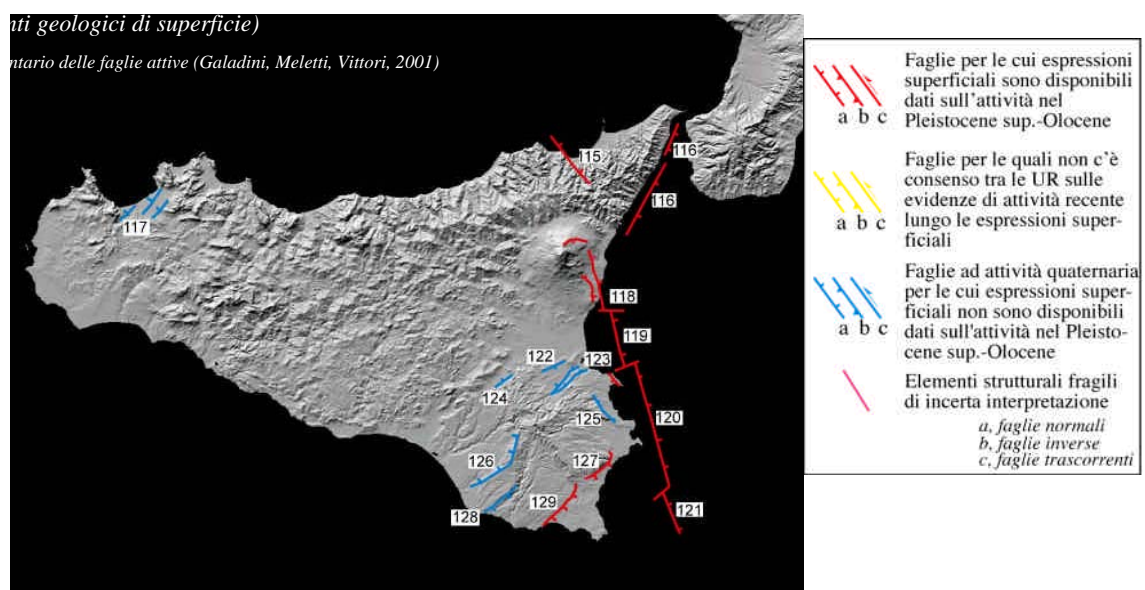 nti geologici di superficie)
ntario delle faglie attive (Galadini, Meletti, Vittori, 2001)
115
116
116
117
118
119
122
123
124
125
120
126
127
128
129
121
Faglie per le cui espressioni
superficiali sono disponibili
dati sull'attività nel
Pleistocene sup.-Olocene
a b c
Faglie per le quali non c'è
consenso tra le UR sulle
evidenze di attività recente
lungo le espressioni super-
ficiali
a b c
Faglie ad attività quaternaria
per le cui espressioni super-
ficiali non sono disponibili
dati sull'attività nel Pleisto-
cene sup.-Olocene
a b c
Elementi strutturali fragili
di incerta interpretazione
a, faglie normali
b, faglie inverse
c, faglie trascorrenti